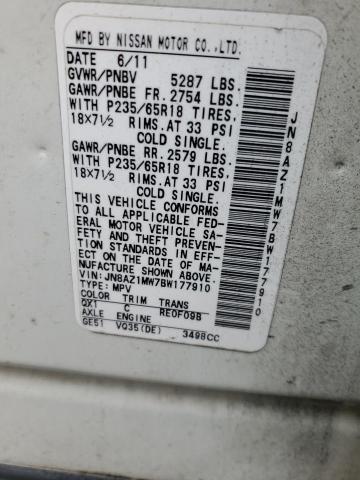 MFD BY NISSAN MOTOR CO.,LTD.
DATE 6/11
GVWR/PNBV 5287 LBS.
GAWR/PNBE FR. 2754 LBS.
WITH P235/65R18 TIRES,
18X7½ RIMS.AT 33 PSI
COLD SINGLE.
GAWR/PNBE RR. 2579 LBS.
WITH P235/65R18 TIRES,
18X7½ RIMS.AT 33 PSI
COLD SINGLE.
THIS VEHICLE CONFORMS
TO ALL APPLICABLE FED-
ERAL MOTOR VEHICLE SA-
FETY AND THEFT PREVEN-
TION STANDARDS IN EFF-
ECT ON THE DATE OF MA-
NUFACTURE SHOWN ABOVE.
VIN: JN8AZ1MW7BW177910
TYPE: MPV
COLOR TRIM TRANS
QX1 C RE0F09B
AXLE ENGINE
GE51 VQ35(DE) 3498CC
JN8AZ1MW7BW177910